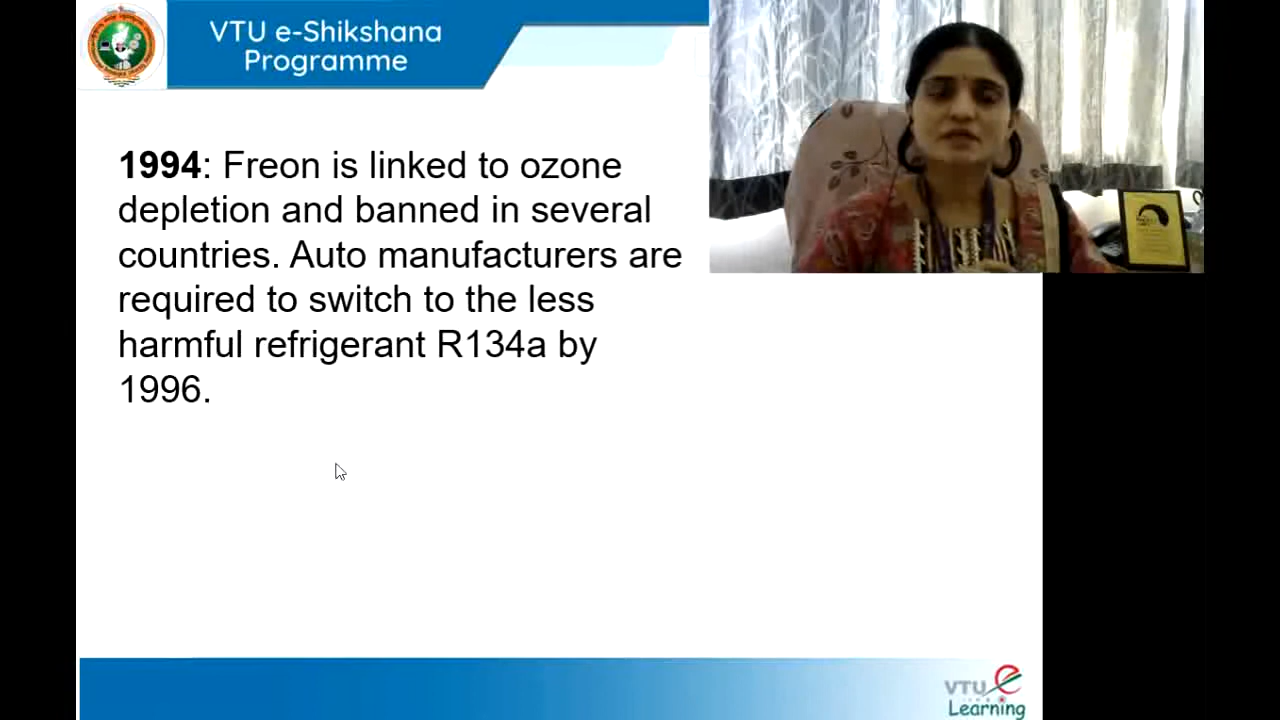 VTU e-Shikshana
Programme
1994: Freon is linked to ozone
depletion and banned in several
countries. Auto manufacturers are
required to switch to the less
harmful refrigerant R134a by
1996.
VTU e
Learning